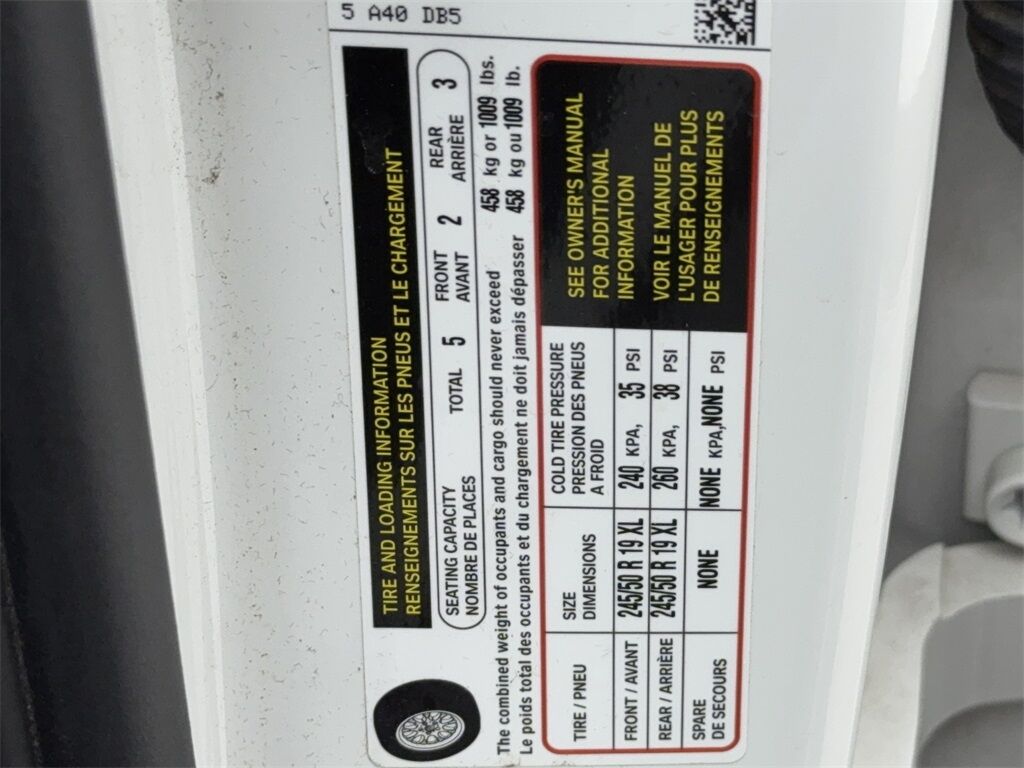 5 A40 DB5
TIRE AND LOADING INFORMATION
RENSEIGNEMENTS SUR LES PNEUS ET LE CHARGEMENT
SEATING CAPACITY
NOMBRE DE PLACES
TOTAL 5
FRONT
AVANT
2
REAR
ARRIÈRE
3
The combined weight of occupants and cargo should never exceed 458 kg or 1009 lbs.
Le poids total des occupants et du chargement ne doit jamais dépasser 458 kg ou 1009 lb.
TIRE / PNEU
SIZE
DIMENSIONS
COLD TIRE PRESSURE
PRESSION DES PNEUS
A FROID
FRONT / AVANT 245/50 R 19 XL 240 KPA, 35 PSI
REAR / ARRIÈRE 245/50 R 19 XL 260 KPA, 38 PSI
SPARE
DE SECOURS
NONE NONE KPA,NONE PSI
SEE OWNER'S MANUAL
FOR ADDITIONAL
INFORMATION
VOIR LE MANUEL DE
L'USAGER POUR PLUS
DE RENSEIGNEMENTS